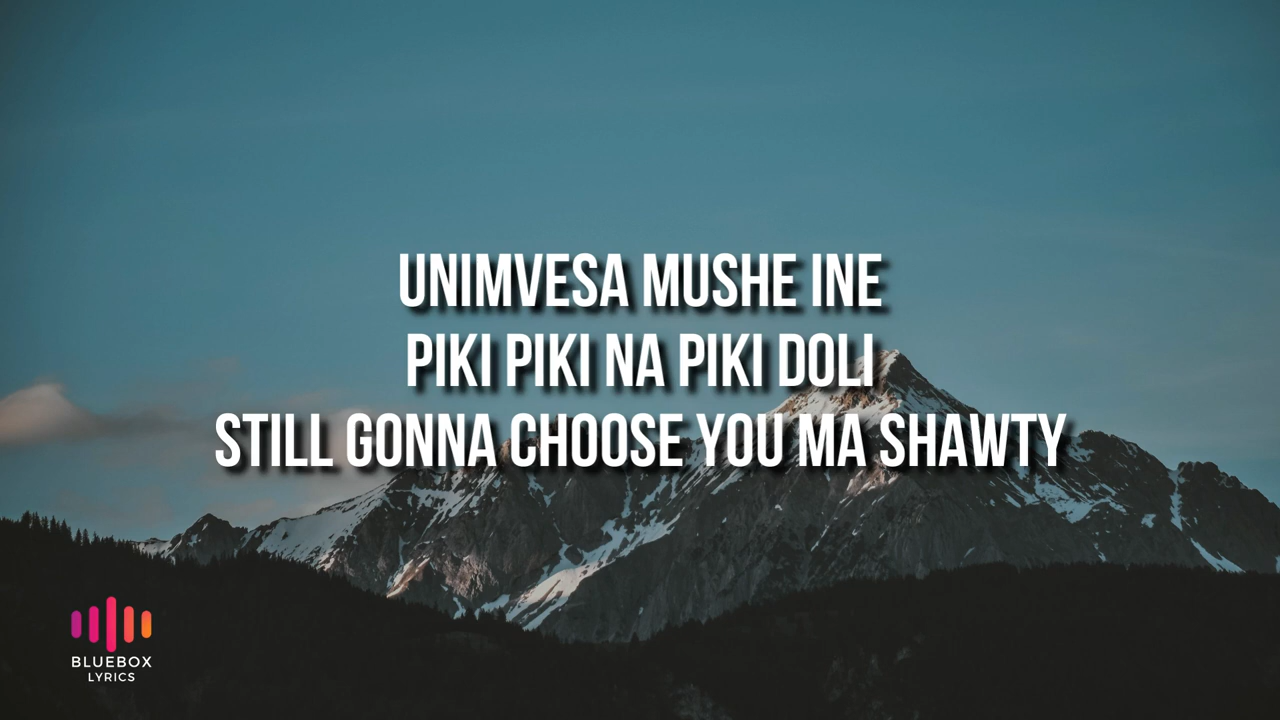 UNIMVESA MUSHE INE
PIKI PIKI NA PIKI DOLI
STILL GONNA CHOOSE YOU MA SHAWTY
BLUEBOX
LYRICS